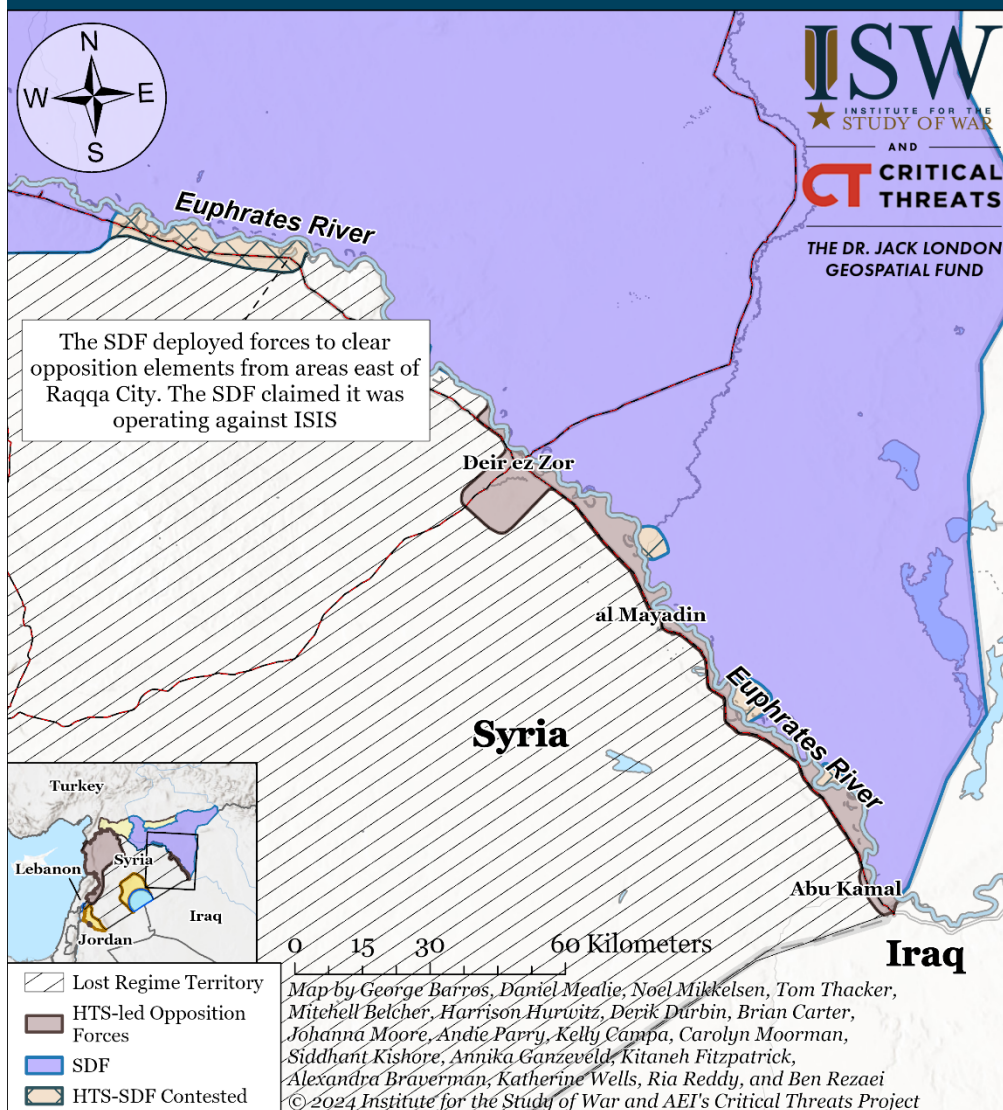 N
W
E
S
ISW
INSTITUTE FOR THE
STUDY OF WAR
AND
CT CRITICAL
THREATS
THE DR. JACK LONDON
GEOSPATIAL FUND
Euphrates River
The SDF deployed forces to clear
opposition elements from areas east of
Raqqa City. The SDF claimed it was
operating against ISIS
Deir ez Zor
al Mayadin
Euphrates River
Syria
Abu Kamal
Iraq
Turkey
Syria
Lebanon
Iraq
Jordan
0 15 30 60 Kilometers
Lost Regime Territory
HTS-led Opposition
Forces
SDF
HTS-SDF Contested
Map by George Barros, Daniel Mealie, Noel Mikkelsen, Tom Thacker,
Mitchell Belcher, Harrison Hurwitz, Derik Durbin, Brian Carter,
Johanna Moore, Andie Parry, Kelly Campa, Carolyn Moorman,
Siddhant Kishore, Annika Ganzeveld, Kitaneh Fitzpatrick,
Alexandra Braverman, Katherine Wells, Ria Reddy, and Ben Rezaei
© 2024 Institute for the Study of War and AEI's Critical Threats Project